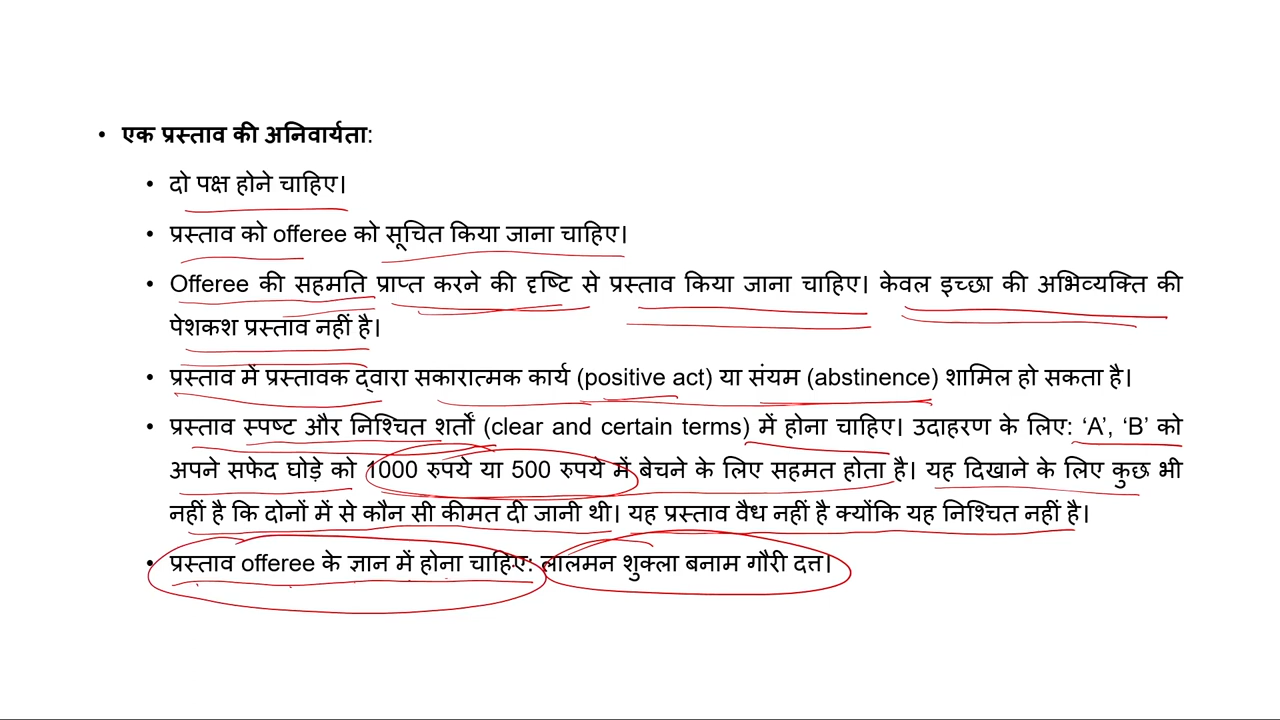 • एक प्रस्ताव की अनिवार्यता:
• दो पक्ष होने चाहिए।
• प्रस्ताव को offeree को सूचित किया जाना चाहिए।
• Offeree की सहमति प्राप्त करने की दृष्टि से प्रस्ताव किया जाना चाहिए। केवल इच्छा की अभिव्यक्ति की
पेशकश प्रस्ताव नहीं है।
• प्रस्ताव में प्रस्तावक द्वारा सकारात्मक कार्य (positive act) या संयम (abstinence) शामिल हो सकता है।
• प्रस्ताव स्पष्ट और निश्चित शर्तों (clear and certain terms) में होना चाहिए। उदाहरण के लिए: ‘A’, ‘B’ को
अपने सफेद घोड़े को 1000 रुपये या 500 रुपये में बेचने के लिए सहमत होता है। यह दिखाने के लिए कुछ भी
नहीं है कि दोनों में से कौन सी कीमत दी जानी थी। यह प्रस्ताव वैध नहीं है क्योंकि यह निश्चित नहीं है।
• प्रस्ताव offeree के ज्ञान में होना चाहिए: लालमन शुक्ला बनाम गौरी दत्त।